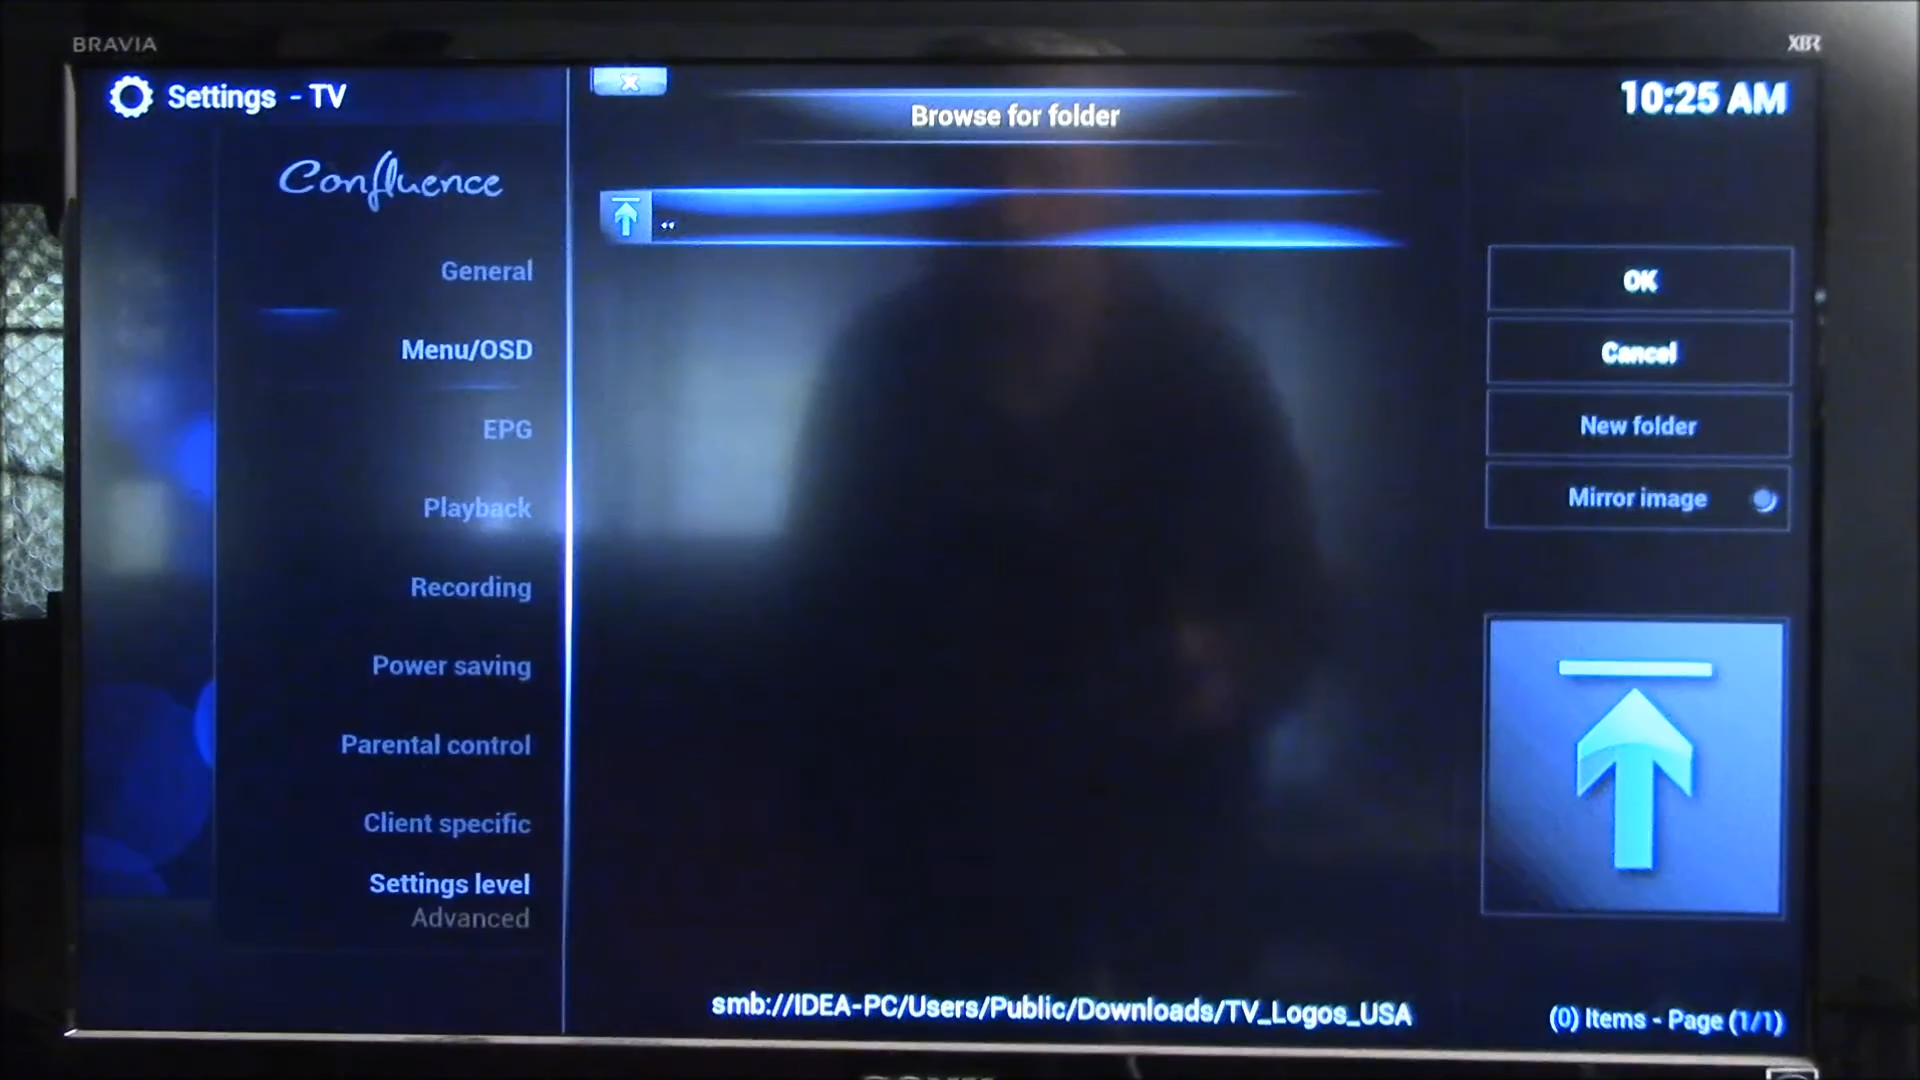 BRAVIA
XBR
Settings - TV
Browse for folder
10:25 AM
Confluence
..
General
Menu/OSD
EPG
Playback
Recording
Power saving
Parental control
Client specific
Settings level
Advanced
OK
Cancel
New folder
Mirror image
smb://IDEA-PC/Users/Public/Downloads/TV_Logos_USA
(0) Items - Page (1/1)